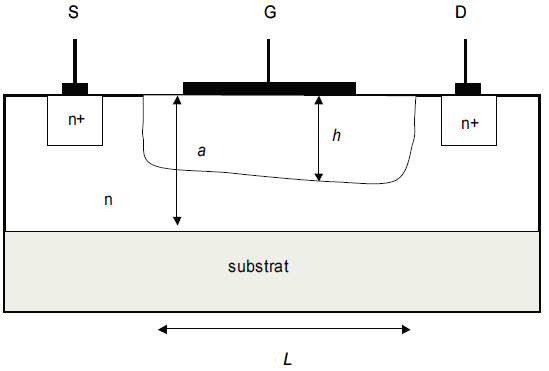 S G D
n+ n+
a h
n
substrat
L